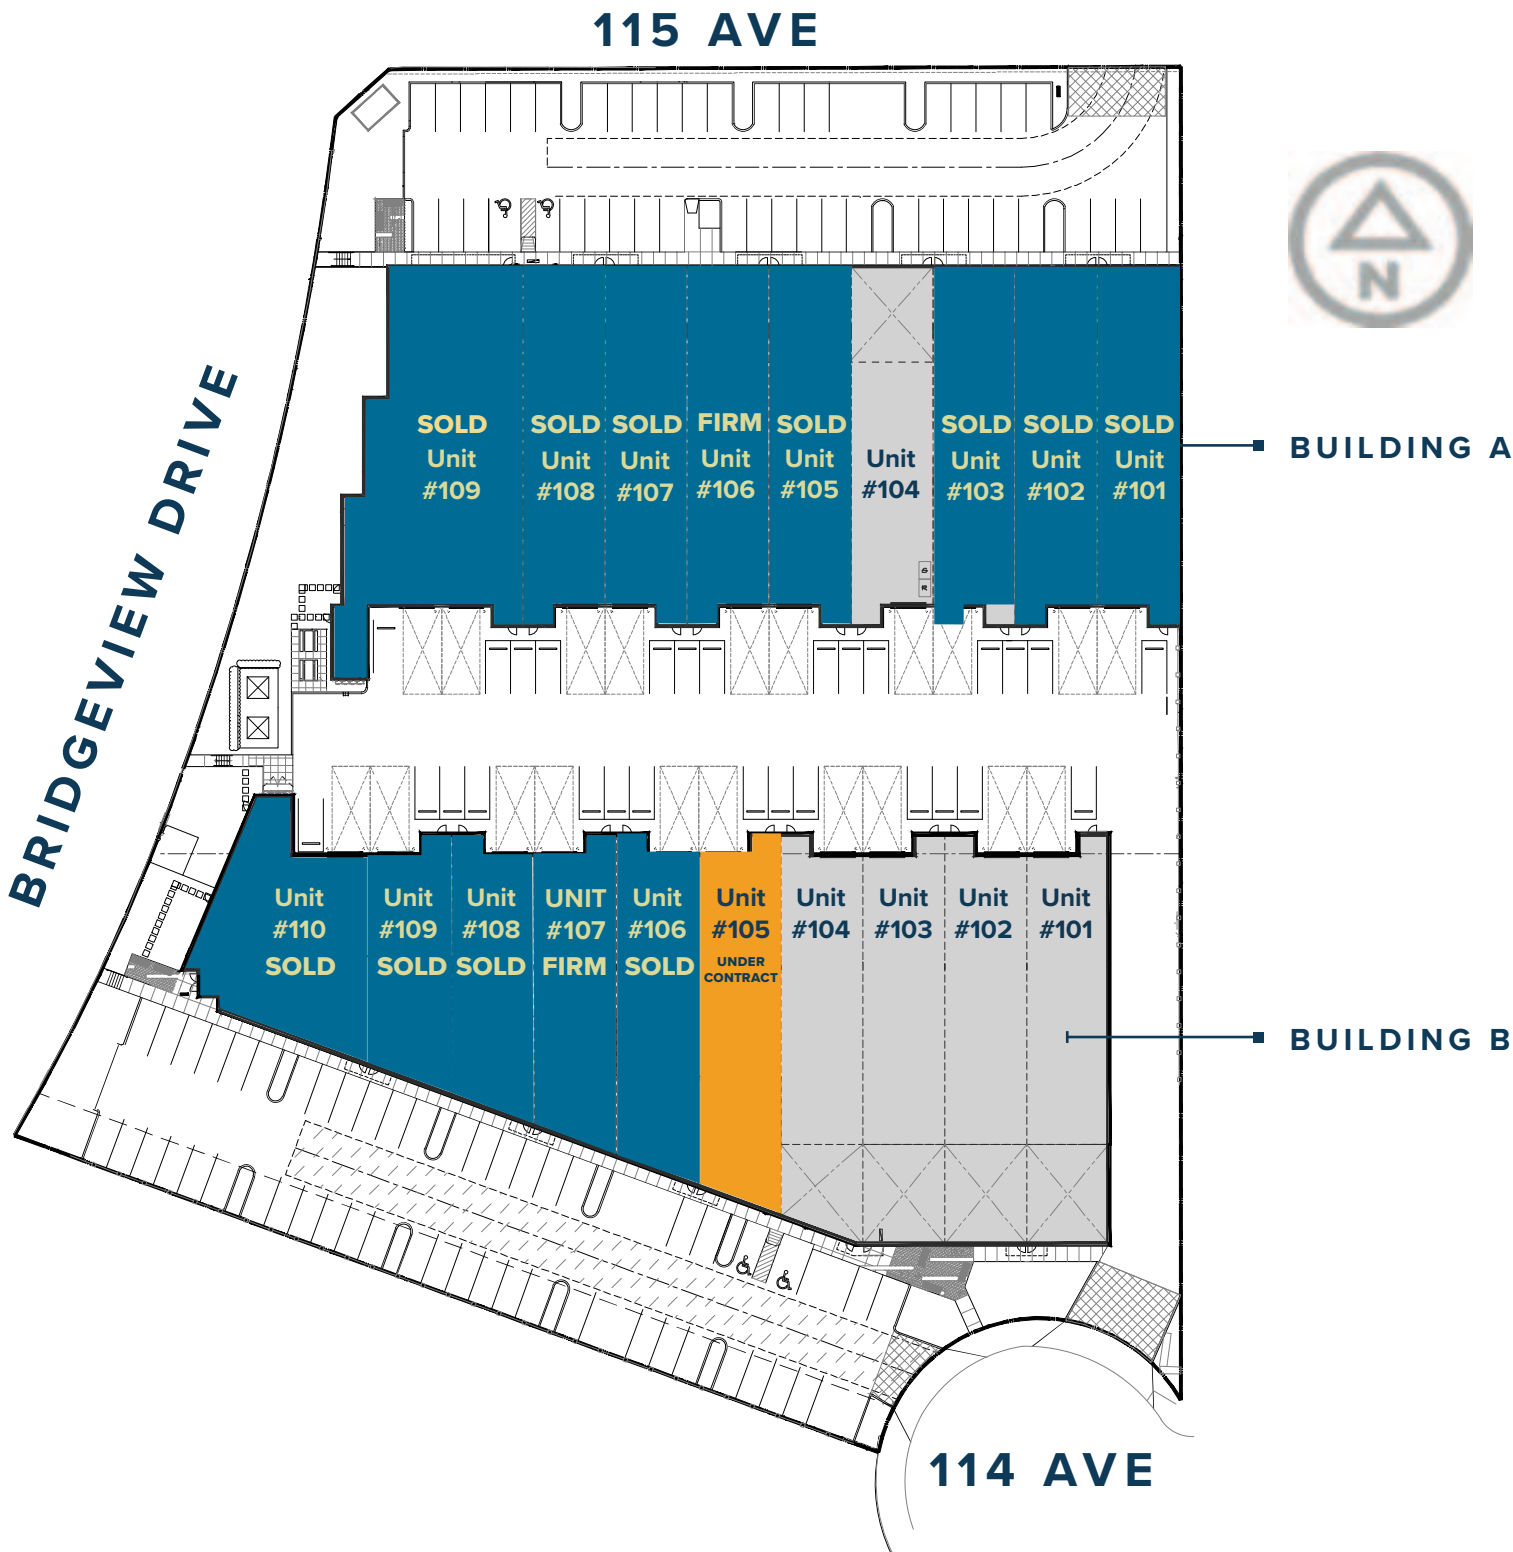 115 AVE
N
BRIDGEVIEW DRIVE
SOLD
Unit
#109
SOLD
Unit
#108
SOLD
Unit
#107
FIRM
Unit
#106
SOLD
Unit
#105
Unit
#104
SOLD
Unit
#103
SOLD
Unit
#102
SOLD
Unit
#101
BUILDING A
Unit
#110
SOLD
Unit
#109
SOLD
Unit
#108
SOLD
UNIT
#107
FIRM
Unit
#106
SOLD
Unit
#105
UNDER
CONTRACT
Unit
#104
Unit
#103
Unit
#102
Unit
#101
BUILDING B
114 AVE